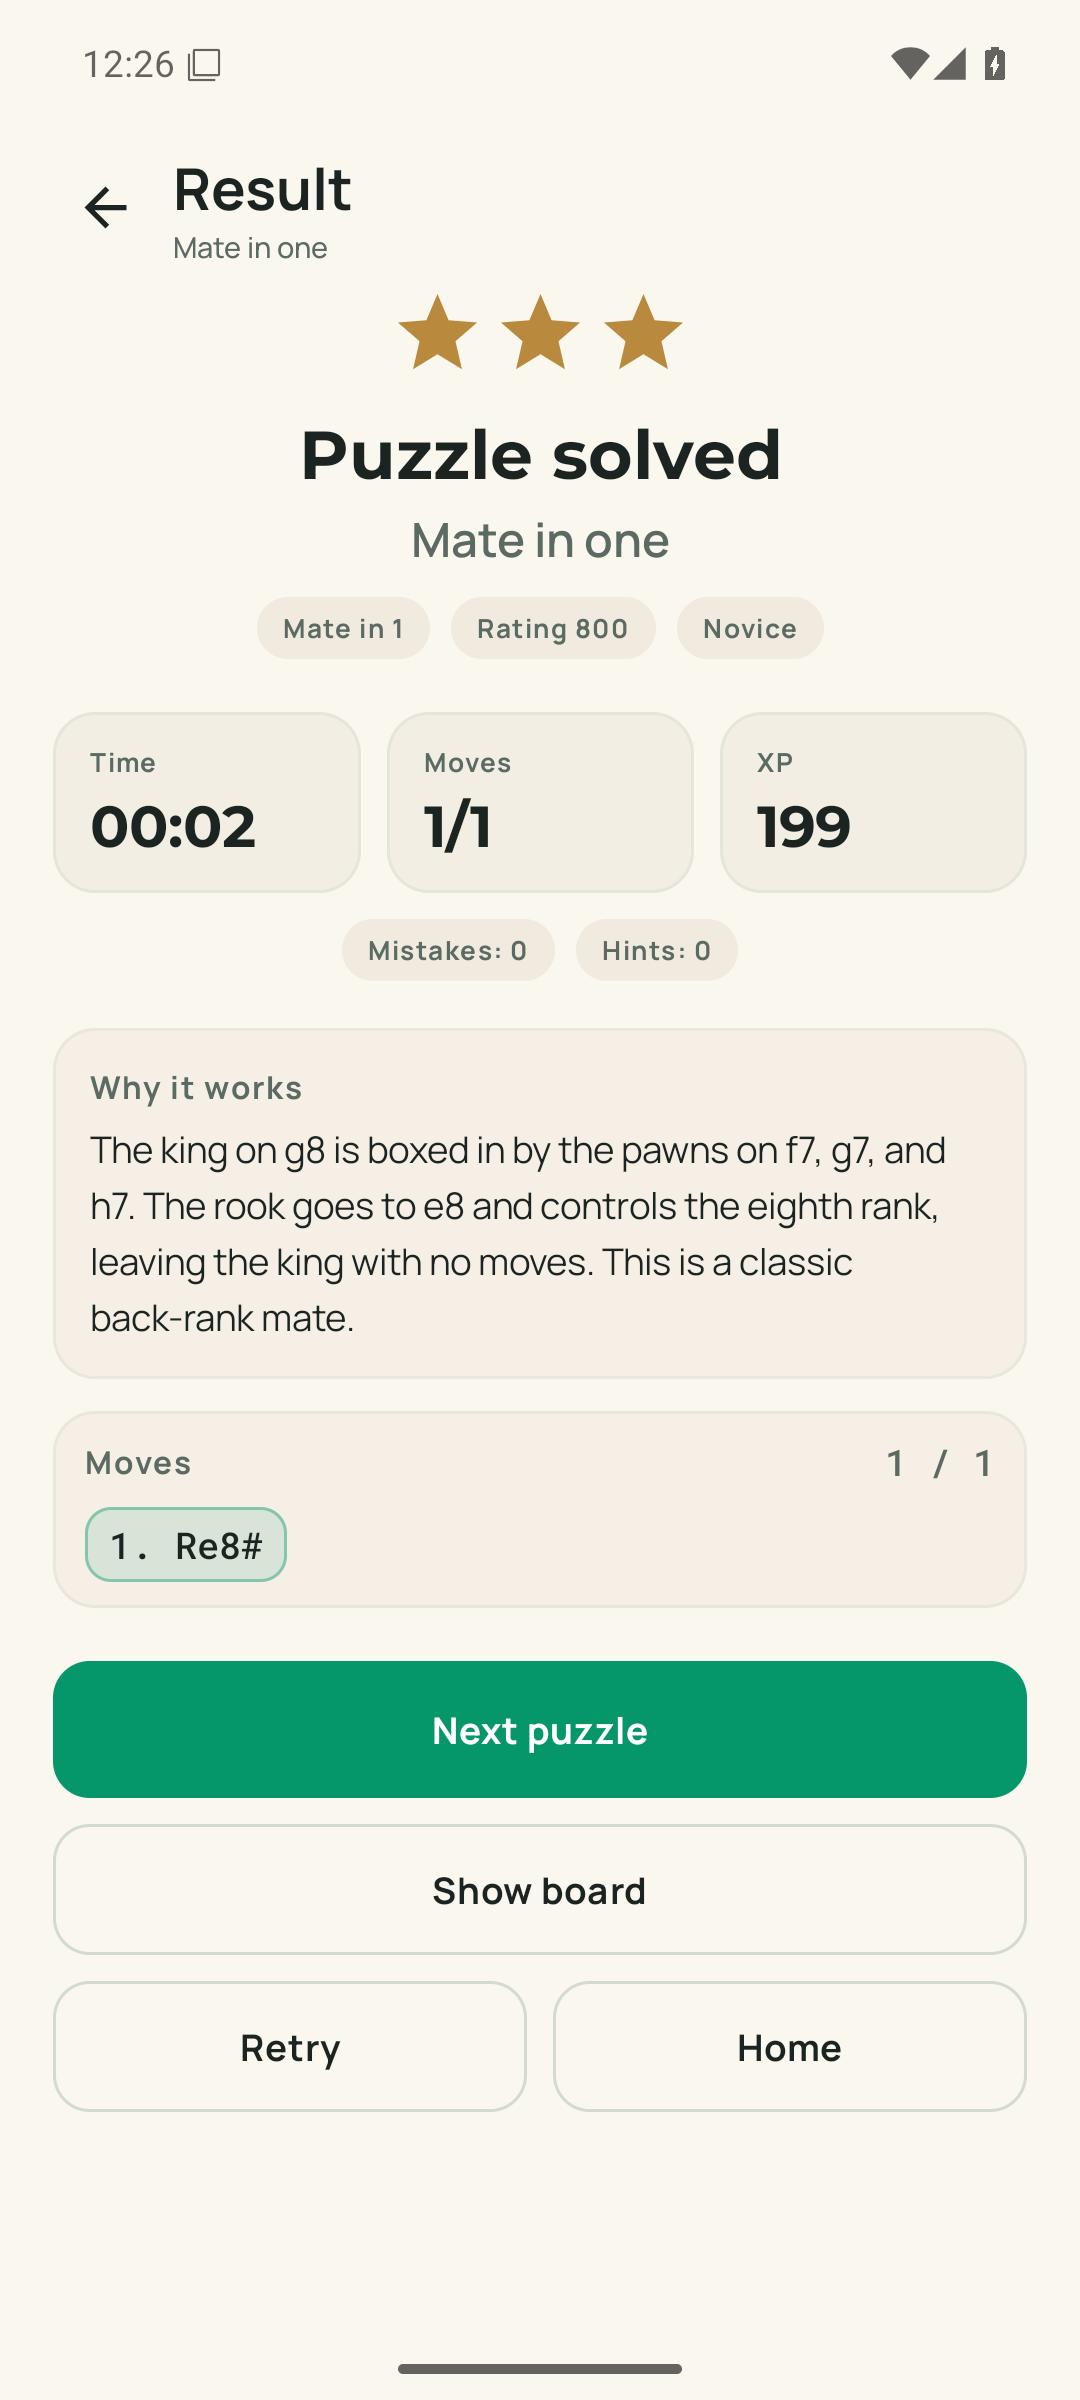 12:26
Result
Mate in one
Puzzle solved
Mate in one
Mate in 1 Rating 800 Novice
Time Moves XP
00:02 1/1 199
Mistakes: 0 Hints: 0
Why it works
The king on g8 is boxed in by the pawns on f7, g7, and
h7. The rook goes to e8 and controls the eighth rank,
leaving the king with no moves. This is a classic
back-rank mate.
Moves 1 / 1
1. Re8#
Next puzzle
Show board
Retry Home